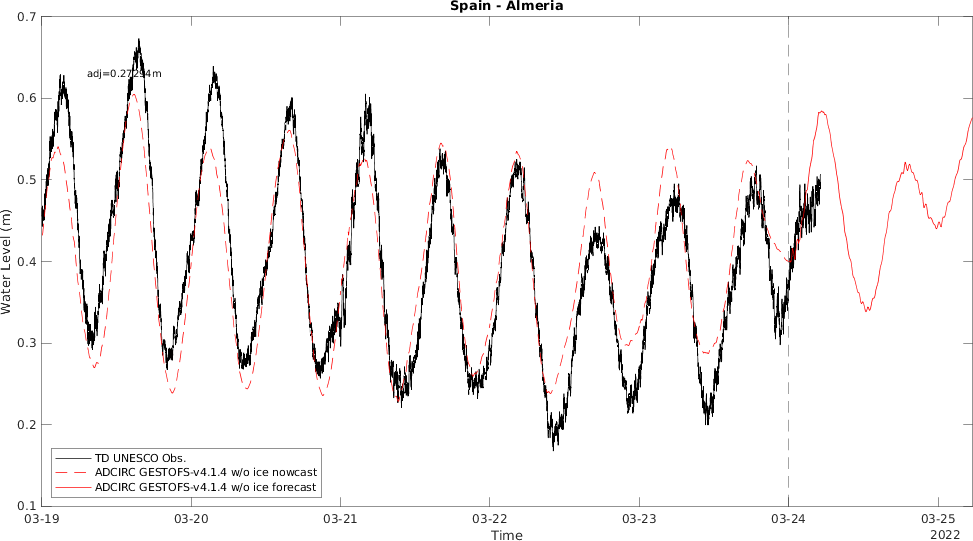 Spain - Almeria
0.7
0.6
0.5
0.4
0.3
0.2
0.1
Water Level (m)
adj=0.27294m
TD UNESCO Obs.
ADCIRC GESTOFS-v4.1.4 w/o ice nowcast
ADCIRC GESTOFS-v4.1.4 w/o ice forecast
03-19 03-20 03-21 03-22 03-23 03-24 03-25
Time
2022